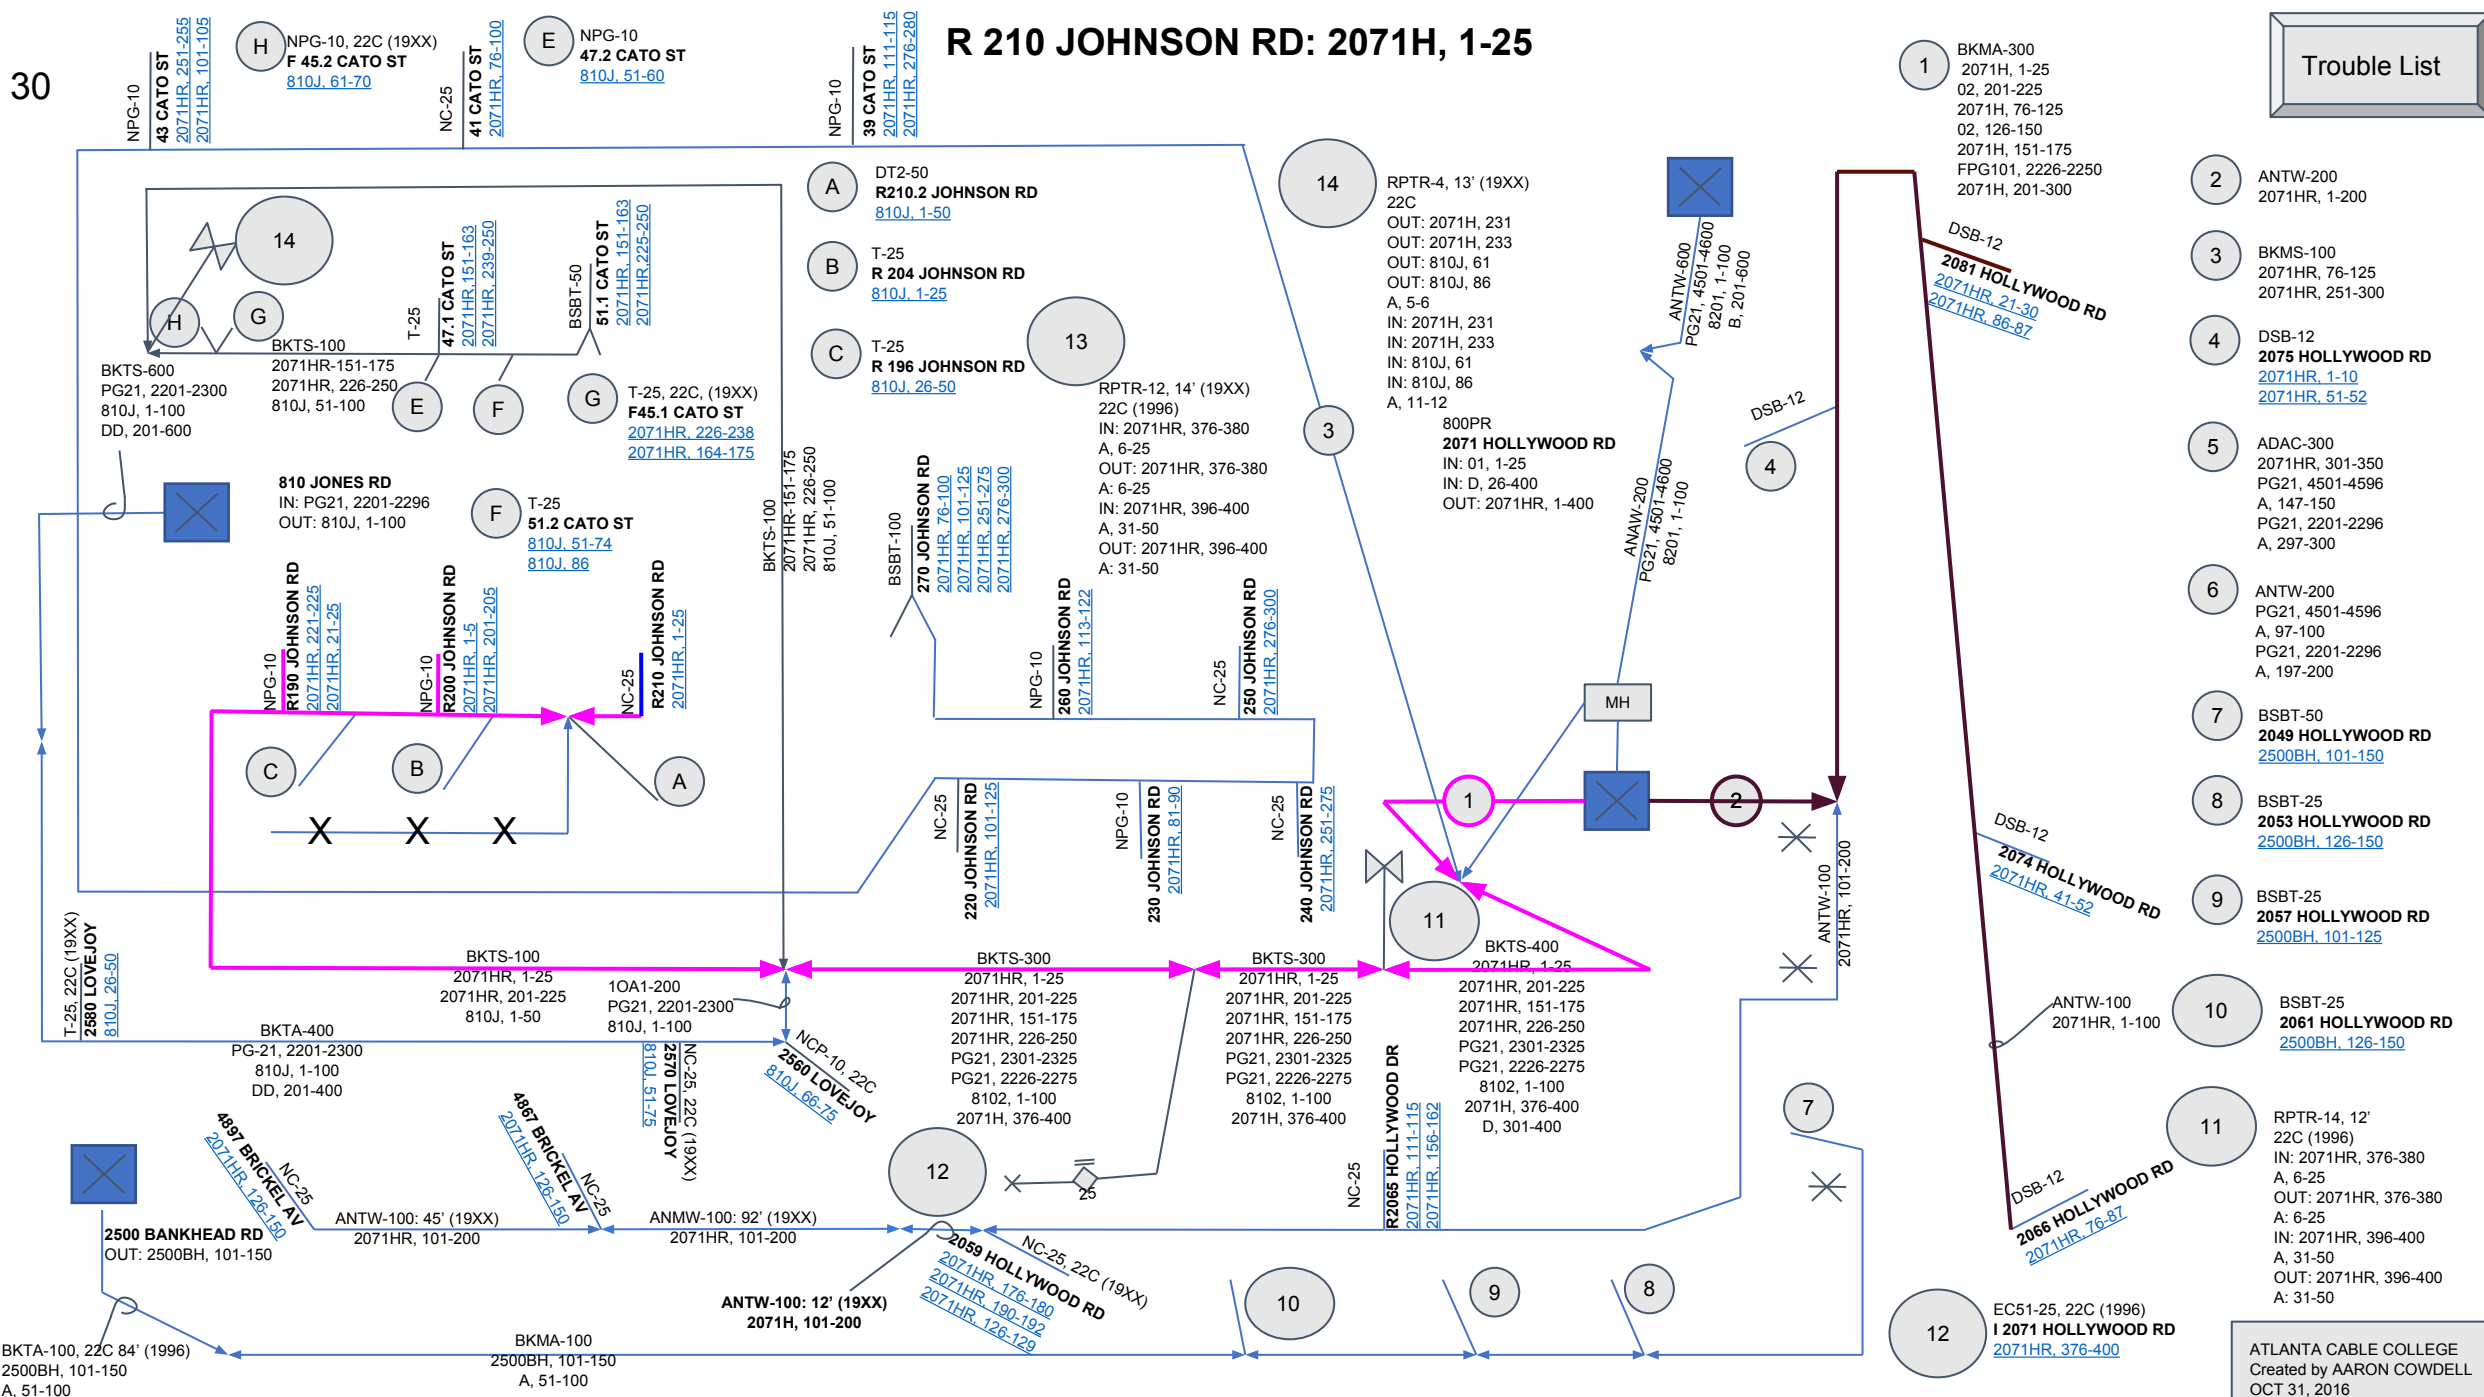 R 210 JOHNSON RD: 2071H, 1-25
30
NPG-10
43 CATO ST
2071HR, 251-255
2071HR, 101-105
H
NPG-10, 22C (19XX)
F 45.2 CATO ST
810J, 61-70
NC-25
41 CATO ST
2071HR, 76-100
E
NPG-10
47.2 CATO ST
810J, 51-60
NPG-10
39 CATO ST
2071HR, 111-115
2071HR, 276-280
1
BKMA-300
2071H, 1-25
02, 201-225
2071H, 76-125
02, 126-150
2071H, 151-175
FPG101, 2226-2250
2071H, 201-300
Trouble List
14
H
G
BKTS-600
PG21, 2201-2300
810J, 1-100
DD, 201-600
BKTS-100
2071HR-151-175
2071HR, 226-250
810J, 51-100
T-25
47.1 CATO ST
2071HR,151-163
2071HR, 239-250
BSBT-50
51.1 CATO ST
2071HR, 151-163
2071HR,225-250
E
F
G
T-25, 22C, (19XX)
F45.1 CATO ST
2071HR, 226-238
2071HR, 164-175
A
DT2-50
R210.2 JOHNSON RD
810J, 1-50
B
T-25
R 204 JOHNSON RD
810J, 1-25
C
T-25
R 196 JOHNSON RD
810J, 26-50
13
RPTR-12, 14’ (19XX)
22C (1996)
IN: 2071HR, 376-380
A, 6-25
OUT: 2071HR, 376-380
A: 6-25
IN: 2071HR, 396-400
A, 31-50
OUT: 2071HR, 396-400
A: 31-50
14
RPTR-4, 13’ (19XX)
22C
OUT: 2071H, 231
OUT: 2071H, 233
OUT: 810J, 61
OUT: 810J, 86
A, 5-6
IN: 2071H, 231
IN: 2071H, 233
IN: 810J, 61
IN: 810J, 86
A, 11-12
3
800PR
2071 HOLLYWOOD RD
IN: 01, 1-25
IN: D, 26-400
OUT: 2071HR, 1-400
ANTW-600
PG21, 4501-4600
8201, 1-100
B, 201-600
ANAW-200
PG21, 4501-4600
8201, 1-100
MH
DSB-12
4
DSB-12
2081 HOLLYWOOD RD
2071HR, 21-30
2071HR, 86-87
2
ANTW-200
2071HR, 1-200
3
BKMS-100
2071HR, 76-125
2071HR, 251-300
4
DSB-12
2075 HOLLYWOOD RD
2071HR, 1-10
2071HR, 51-52
5
ADAC-300
2071HR, 301-350
PG21, 4501-4596
A, 147-150
PG21, 2201-2296
A, 297-300
6
ANTW-200
PG21, 4501-4596
A, 97-100
PG21, 2201-2296
A, 197-200
7
BSBT-50
2049 HOLLYWOOD RD
2500BH, 101-150
8
BSBT-25
2053 HOLLYWOOD RD
2500BH, 126-150
9
BSBT-25
2057 HOLLYWOOD RD
2500BH, 101-125
10
BSBT-25
2061 HOLLYWOOD RD
2500BH, 126-150
11
RPTR-14, 12’
22C (1996)
IN: 2071HR, 376-380
A, 6-25
OUT: 2071HR, 376-380
A: 6-25
IN: 2071HR, 396-400
A, 31-50
OUT: 2071HR, 396-400
A: 31-50
12
EC51-25, 22C (1996)
I 2071 HOLLYWOOD RD
2071HR, 376-400
810 JONES RD
IN: PG21, 2201-2296
OUT: 810J, 1-100
F
T-25
51.2 CATO ST
810J, 51-74
810J, 86
BKTS-100
2071HR-151-175
2071HR, 226-250
810J, 51-100
BSBT-100
270 JOHNSON RD
2071HR, 76-100
2071HR, 101-125
2071HR, 251-275
2071HR, 276-300
NPG-10
R190 JOHNSON RD
2071HR, 221-225
2071HR, 21-25
NPG-10
R200 JOHNSON RD
2071HR, 1-5
2071HR, 201-205
NC-25
R210 JOHNSON RD
2071HR, 1-25
NPG-10
260 JOHNSON RD
2071HR, 113-122
NC-25
250 JOHNSON RD
2071HR, 276-300
C
B
A
X X X
NC-25
220 JOHNSON RD
2071HR, 101-125
NPG-10
230 JOHNSON RD
2071HR, 81-90
NC-25
240 JOHNSON RD
2071HR, 251-275
1
2
11
ANTW-100
2071HR, 101-200
DSB-12
2074 HOLLYWOOD RD
2071HR, 41-52
ANTW-100
2071HR, 1-100
DSB-12
2066 HOLLYWOOD RD
2071HR, 76-87
T-25, 22C (19XX)
2580 LOVEJOY
810J, 26-50
BKTS-100
2071HR, 1-25
2071HR, 201-225
810J, 1-50
1OA1-200
PG21, 2201-2300
810J, 1-100
BKTS-300
2071HR, 1-25
2071HR, 201-225
2071HR, 151-175
2071HR, 226-250
PG21, 2301-2325
PG21, 2226-2275
8102, 1-100
2071H, 376-400
BKTS-300
2071HR, 1-25
2071HR, 201-225
2071HR, 151-175
2071HR, 226-250
PG21, 2301-2325
PG21, 2226-2275
8102, 1-100
2071H, 376-400
BKTS-400
2071HR, 1-25
2071HR, 201-225
2071HR, 151-175
2071HR, 226-250
PG21, 2301-2325
PG21, 2226-2275
8102, 1-100
2071H, 376-400
D, 301-400
BKTA-400
PG-21, 2201-2300
810J, 1-100
DD, 201-400
NC-25, 22C (19XX)
2570 LOVEJOY
810J, 51-75
NCP-10, 22C
2560 LOVEJOY
810J, 66-75
2500 BANKHEAD RD
OUT: 2500BH, 101-150
NC-25
4897 BRICKEL AV
2071HR, 126-150
NC-25
4867 BRICKEL AV
2071HR, 126-150
ANTW-100: 45’ (19XX)
2071HR, 101-200
ANMW-100: 92’ (19XX)
2071HR, 101-200
12
25
NC-25
R2065 HOLLYWOOD DR
2071HR, 111-115
2071HR, 156-162
NC-25, 22C (19XX)
2059 HOLLYWOOD RD
2071HR, 176-180
2071HR, 190-192
2071HR, 126-129
ANTW-100: 12’ (19XX)
2071H, 101-200
7
10
9
8
BKTA-100, 22C 84’ (1996)
2500BH, 101-150
A, 51-100
BKMA-100
2500BH, 101-150
A, 51-100
ATLANTA CABLE COLLEGE
Created by AARON COWDELL
OCT 31, 2016